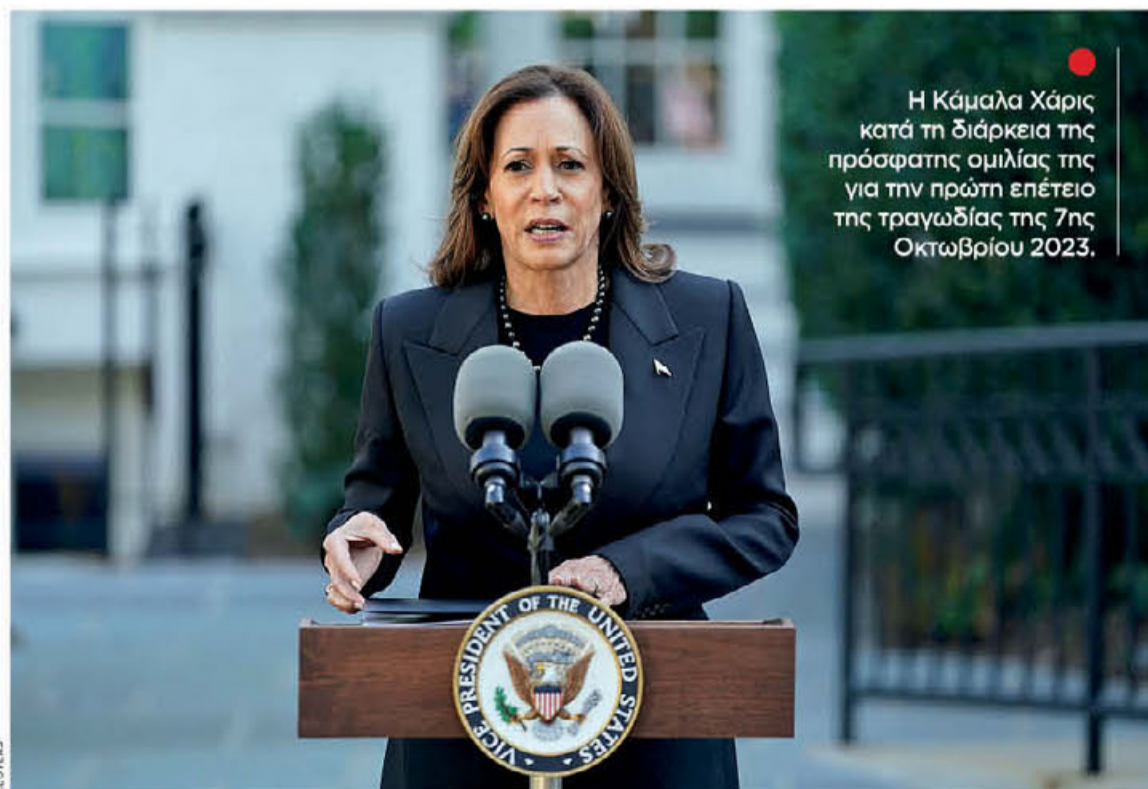 Η Κάμαλα Χάρις
κατά τη διάρκεια της
πρόσφατης ομιλίας της
για την πρώτη επέτειο
της τραγωδίας της 7ης
Οκτωβρίου 2023.
VICE PRESIDENT OF THE UNITED STATES